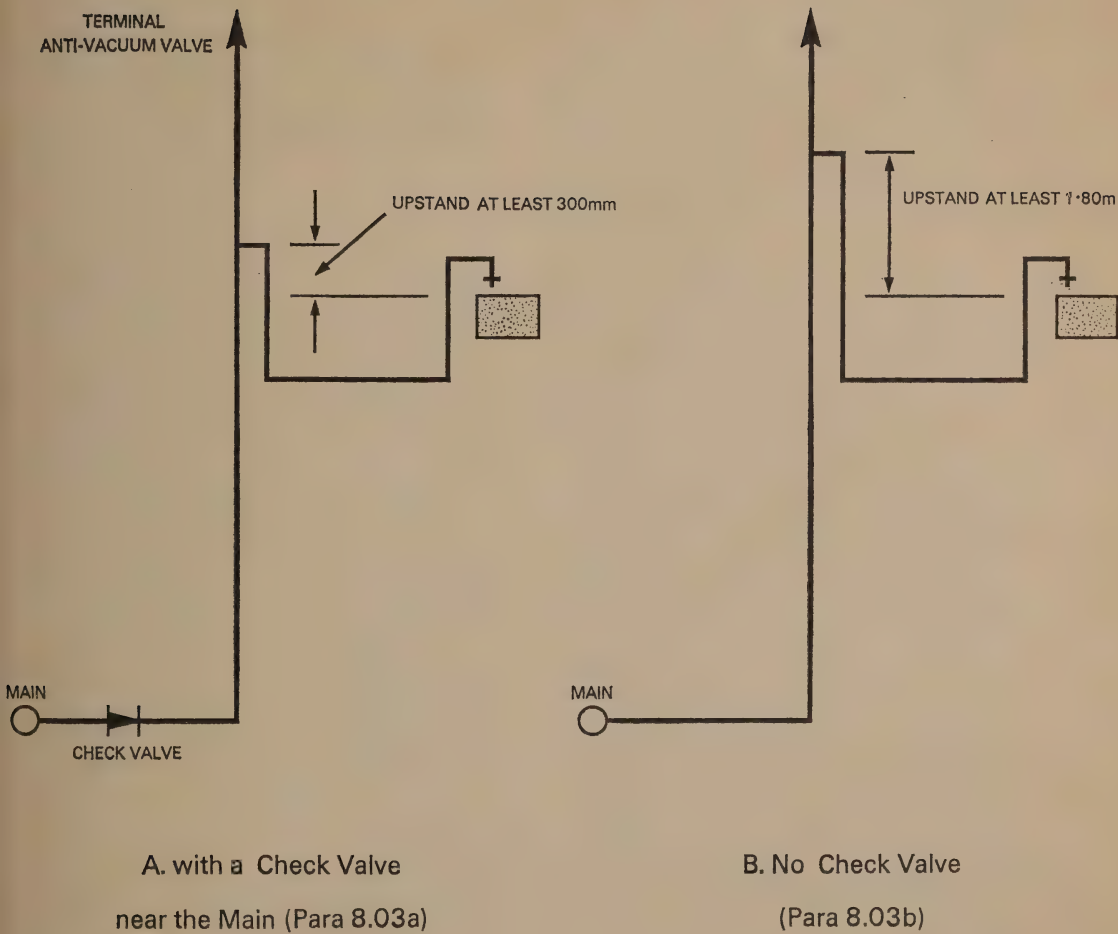 TERMINAL
ANTI-VACUUM VALVE
UPSTAND AT LEAST 300mm
MAIN
CHECK VALVE
A. with a Check Valve
near the Main (Para 8.03a)
UPSTAND AT LEAST 1·80m
MAIN
B. No Check Valve
(Para 8.03b)